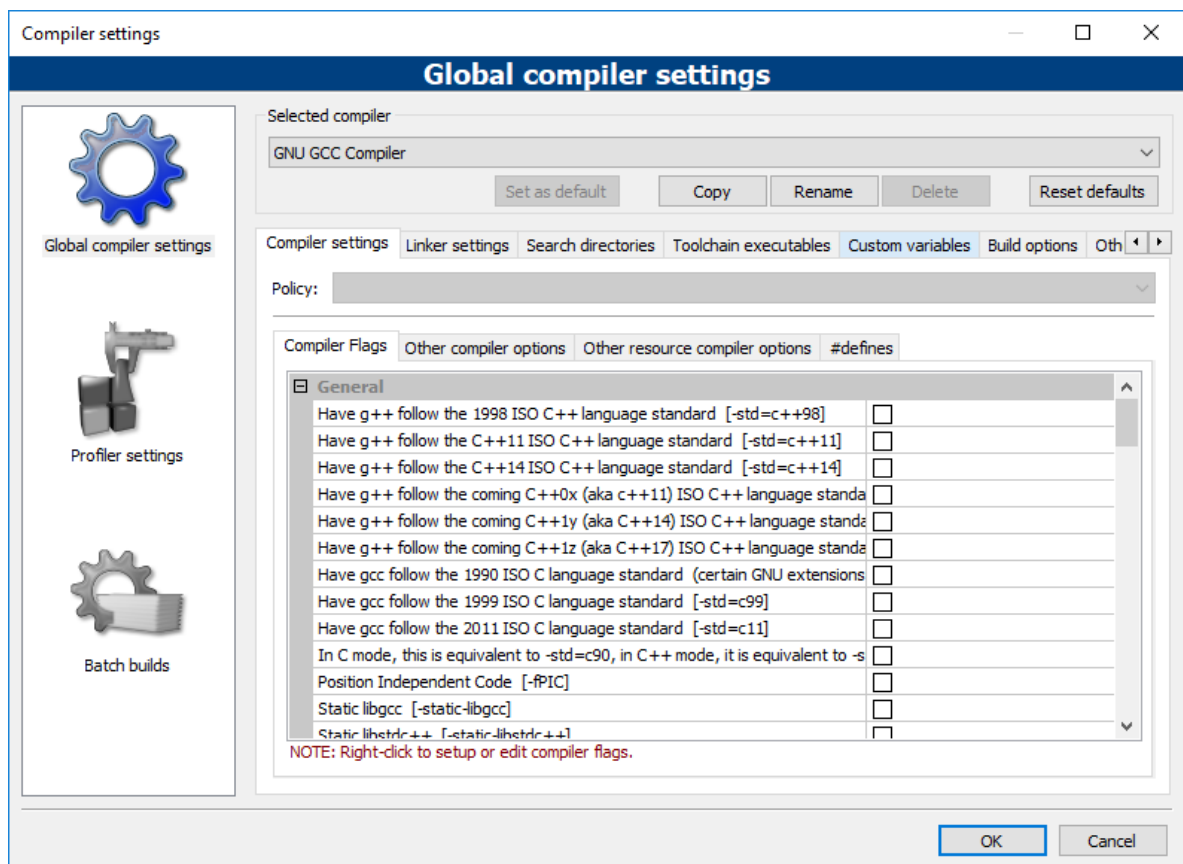 Compiler settings
Global compiler settings
Global compiler settings
Profiler settings
Batch builds
Selected compiler
GNU GCC Compiler
Set as default Copy Rename Delete Reset defaults
Compiler settings Linker settings Search directories Toolchain executables Custom variables Build options Oth
Policy:
Compiler Flags Other compiler options Other resource compiler options #defines
General
Have g++ follow the 1998 ISO C++ language standard [-std=c++98]
Have g++ follow the C++11 ISO C++ language standard [-std=c++11]
Have g++ follow the C++14 ISO C++ language standard [-std=c++14]
Have g++ follow the coming C++0x (aka c++11) ISO C++ language standa
Have g++ follow the coming C++1y (aka C++14) ISO C++ language standa
Have g++ follow the coming C++1z (aka C++17) ISO C++ language standa
Have gcc follow the 1990 ISO C language standard (certain GNU extensions
Have gcc follow the 1999 ISO C language standard [-std=c99]
Have gcc follow the 2011 ISO C language standard [-std=c11]
In C mode, this is equivalent to -std=c90, in C++ mode, it is equivalent to -s
Position Independent Code [-fPIC]
Static libgcc [-static-libgcc]
Static libstdc++ [-static-libstdc++]
NOTE: Right-click to setup or edit compiler flags.
OK Cancel